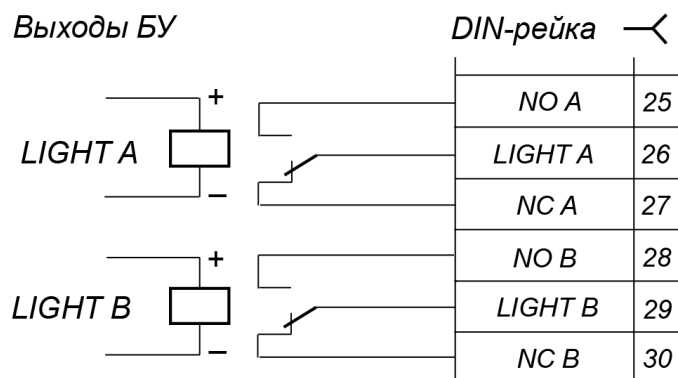 Выходы БУ
DIN-рейка
+
NO A
25
LIGHT A
LIGHT A
26
–
NC A
27
+
NO B
28
LIGHT B
LIGHT B
29
–
NC B
30